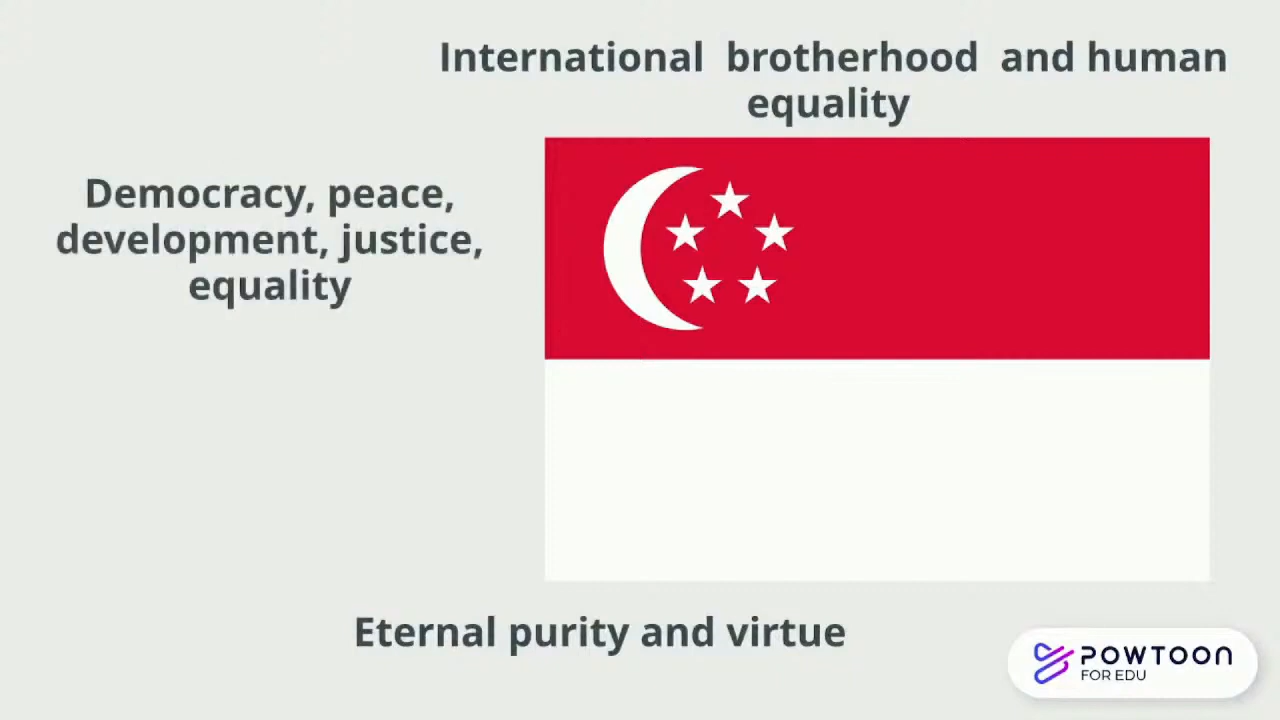 International brotherhood and human
equality
Democracy, peace,
development, justice,
equality
Eternal purity and virtue
POWTOON
FOR EDU